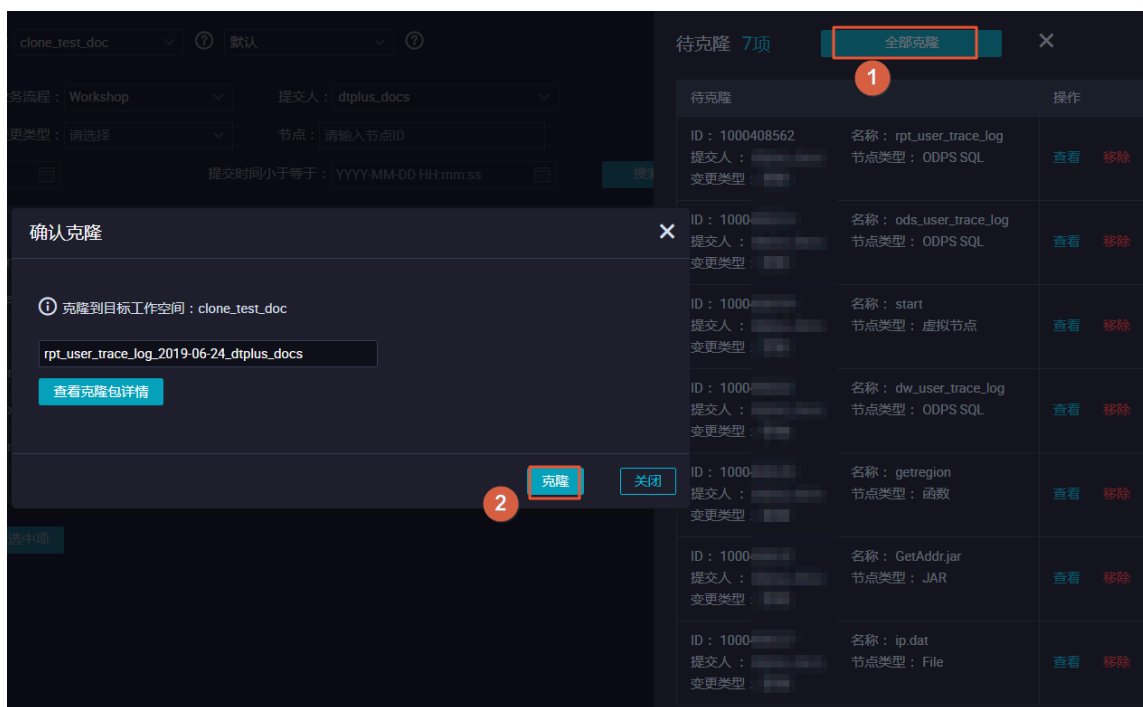 clone_test_doc
默认
务流程： Workshop
提交人： dtplus_docs
更类型： 请选择
节点： 请输入节点ID
提交时间小于等于： YYYY-MM-DD HH:mm:ss
确认克隆
克隆到目标工作空间：clone_test_doc
rpt_user_trace_log_2019-06-24_dtplus_docs
查看克隆包详情
克隆
关闭
2
选中项
待克隆 7项
全部克隆
1
待克隆
操作
ID： 1000408562 名称： rpt_user_trace_log
提交人： 节点类型： ODPS SQL 查看 移除
变更类型：
ID： 1000 名称： ods_user_trace_log
提交人： 节点类型： ODPS SQL 查看 移除
变更类型：
ID： 1000 名称： start
提交人： 节点类型： 虚拟节点 查看 移除
变更类型：
ID： 1000 名称： dw_user_trace_log
提交人： 节点类型： ODPS SQL 查看 移除
变更类型：
ID： 1000 名称： getregion
提交人： 节点类型： 函数 查看 移除
变更类型：
ID： 1000 名称： GetAddr.jar
提交人： 节点类型： JAR 查看 移除
变更类型：
ID： 1000 名称： ip.dat
提交人： 节点类型： File 查看 移除
变更类型：